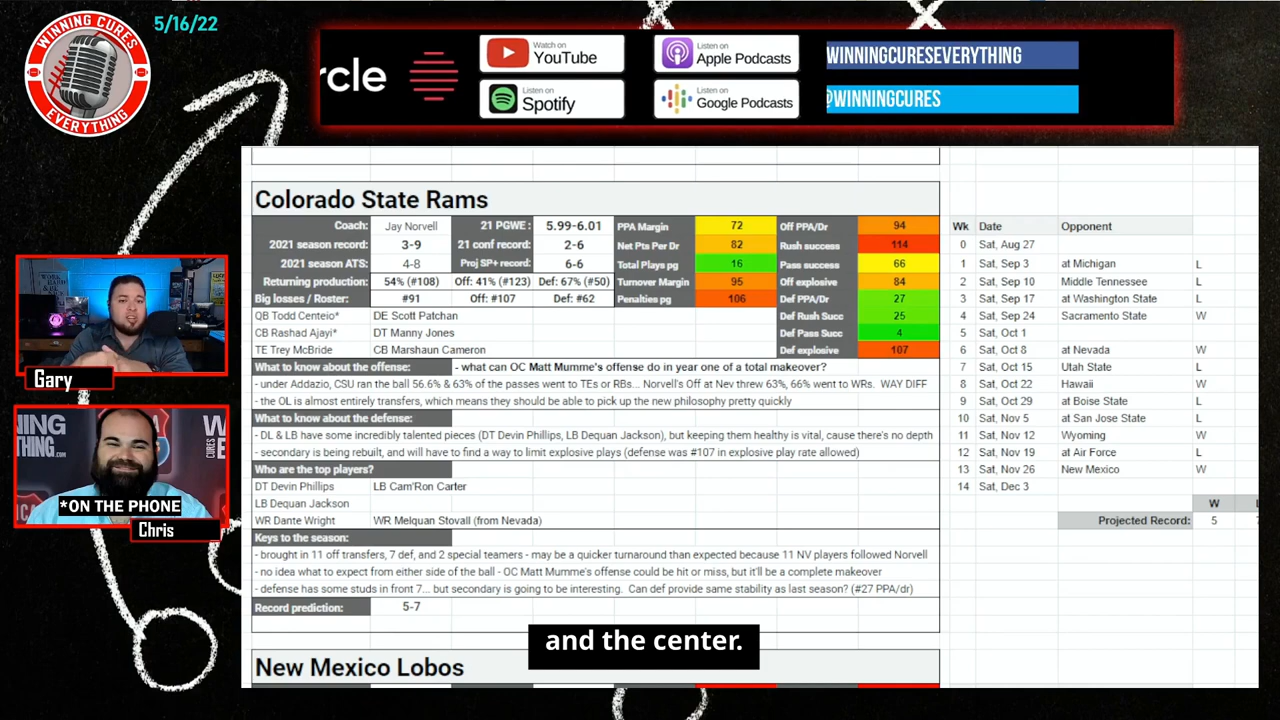 WINNING CURES
EVERYTHING
5/16/22
rcle
Watch on
YouTube
Listen on
Spotify
Listen on
Apple Podcasts
Listen on
Google Podcasts
WINNINGCURESEVERYTHING
@WINNINGCURES
Gary
*ON THE PHONE
Chris
Colorado State Rams
Coach: Jay Norvell 21 PGWE: 5.99-6.01 PPA Margin 72 Off PPA/Dr 94
2021 season record: 3-9 21 conf record: 2-6 Net Pts Per Dr 82 Rush success 114
2021 season ATS: 4-8 Proj SP+ record: 6-6 Total Plays pg 16 Pass success 66
Returning production: 54% (#108) Off: 41% (#123) Def: 67% (#50) Turnover Margin 95 Off explosive 84
Big losses / Roster: #91 Off: #107 Def: #62 Penalties pg 106 Def PPA/Dr 27
QB Todd Centeio* DE Scott Patchan Def Rush Succ 25
CB Rashad Ajayi* DT Manny Jones Def Pass Succ 4
TE Trey McBride CB Marshaun Cameron Def explosive 107
What to know about the offense: - what can OC Matt Mumme's offense do in year one of a total makeover?
- under Addazio, CSU ran the ball 56.6% & 63% of the passes went to TEs or RBs... Norvell's Off at Nev threw 63%, 66% went to WRs. WAY DIFF
- the OL is almost entirely transfers, which means they should be able to pick up the new philosophy pretty quickly
What to know about the defense:
- DL & LB have some incredibly talented pieces (DT Devin Phillips, LB Dequan Jackson), but keeping them healthy is vital, cause there's no depth
- secondary is being rebuilt, and will have to find a way to limit explosive plays (defense was #107 in explosive play rate allowed)
Who are the top players?
DT Devin Phillips LB Cam'Ron Carter
LB Dequan Jackson
WR Dante Wright WR Melquan Stovall (from Nevada)
Keys to the season:
- brought in 11 off transfers, 7 def, and 2 special teamers - may be a quicker turnaround than expected because 11 NV players followed Norvell
- no idea what to expect from either side of the ball - OC Matt Mumme's offense could be hit or miss, but it'll be a complete makeover
- defense has some studs in front 7... but secondary is going to be interesting. Can def provide same stability as last season? (#27 PPA/dr)
Record prediction: 5-7
Wk Date Opponent
0 Sat, Aug 27
1 Sat, Sep 3 at Michigan L
2 Sat, Sep 10 Middle Tennessee L
3 Sat, Sep 17 at Washington State L
4 Sat, Sep 24 Sacramento State W
5 Sat, Oct 1
6 Sat, Oct 8 at Nevada W
7 Sat, Oct 15 Utah State L
8 Sat, Oct 22 Hawaii W
9 Sat, Oct 29 at Boise State L
10 Sat, Nov 5 at San Jose State L
11 Sat, Nov 12 Wyoming W
12 Sat, Nov 19 at Air Force L
13 Sat, Nov 26 New Mexico W
14 Sat, Dec 3
W
Projected Record: 5
New Mexico Lobos
and the center.